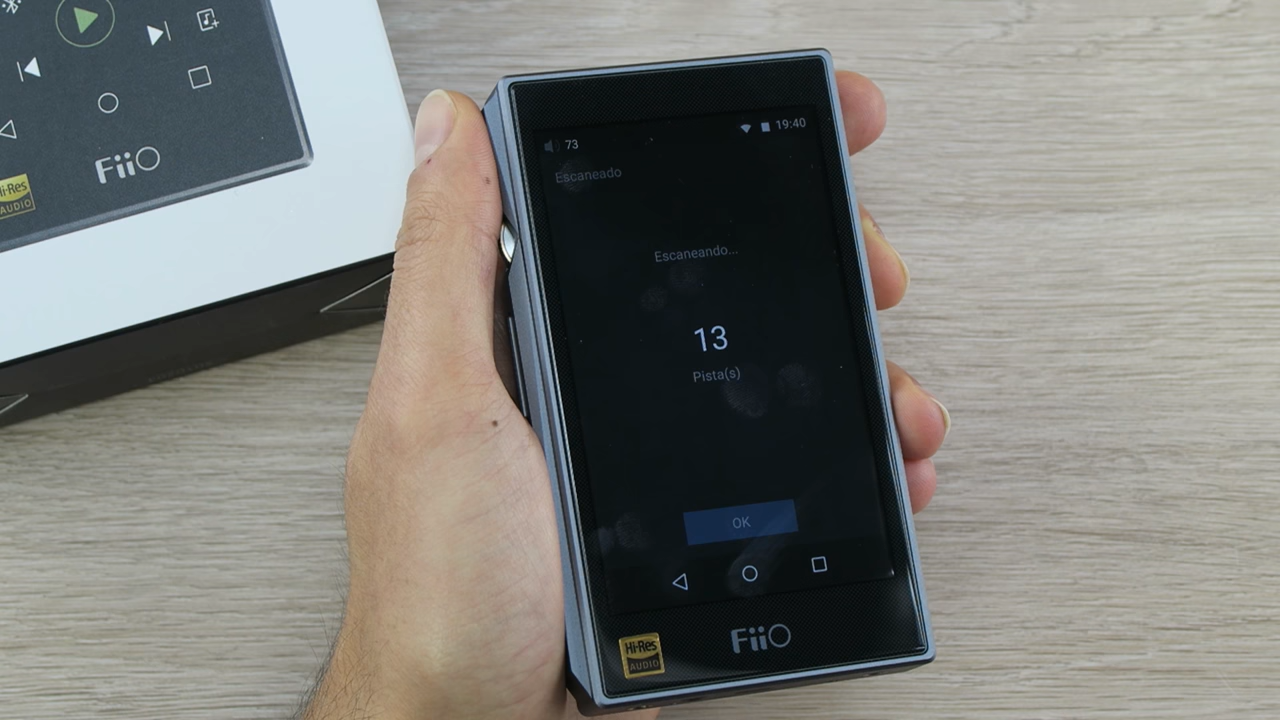 FiiO
Hi-Res
AUDIO
73
19:40
Escaneado
Escaneando...
13
Pista(s)
OK
Hi-Res
AUDIO
FiiO